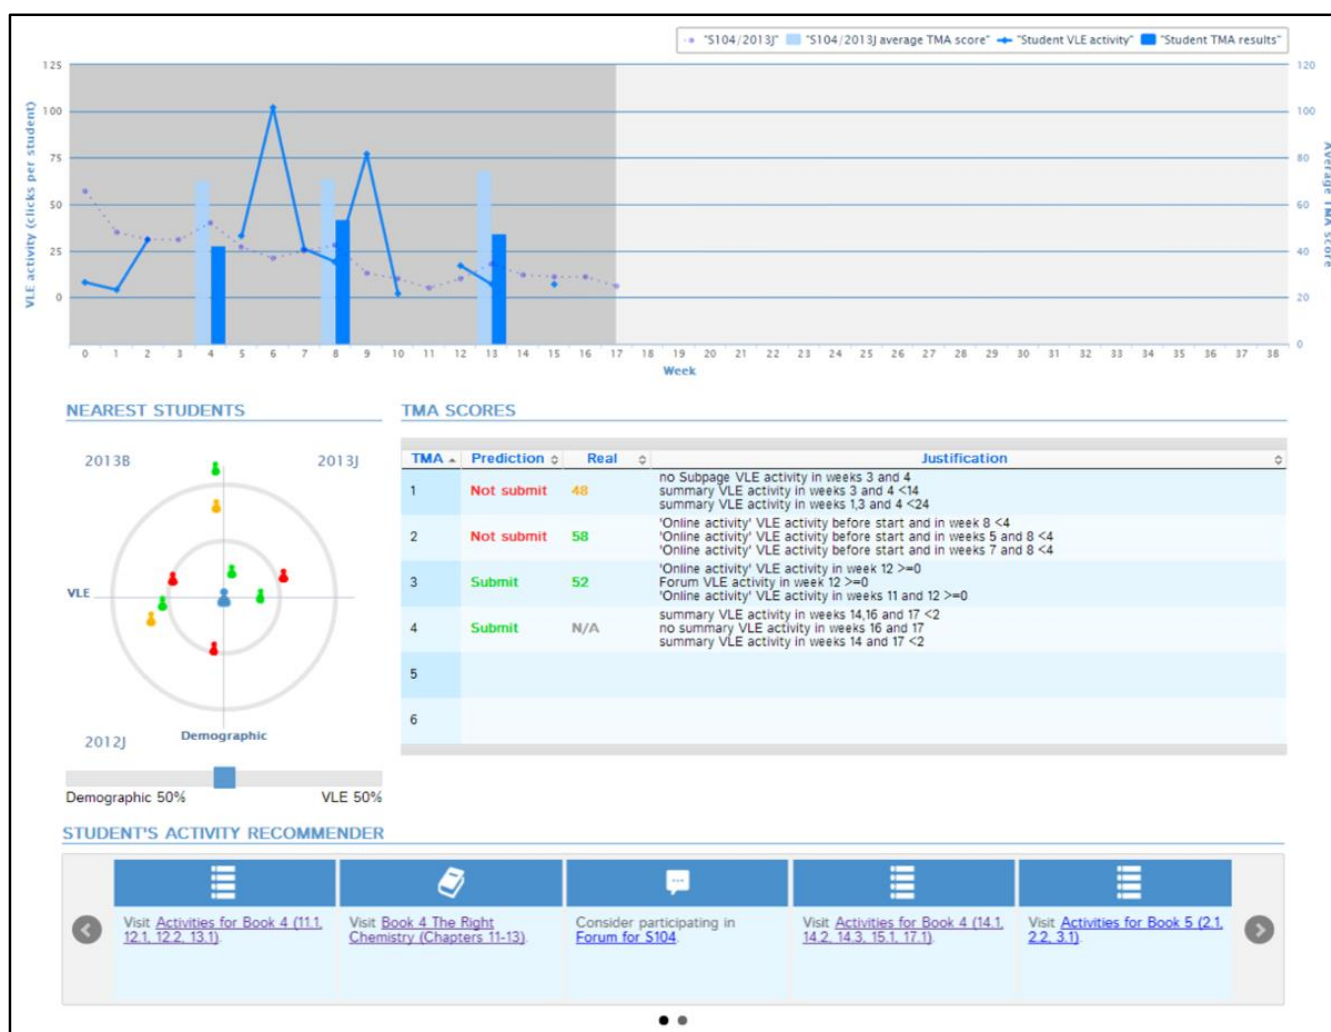 "S104/2013J" "S104/2013J average TMA score" "Student VLE activity" "Student TMA results"
VLE activity (clicks per student)
125
100
75
50
25
0
120
100
80
60
40
20
0
Average TMA score
0 1 2 3 4 5 6 7 8 9 10 11 12 13 14 15 16 17 18 19 20 21 22 23 24 25 26 27 28 29 30 31 32 33 34 35 36 37 38
Week
NEAREST STUDENTS
2013B 2013J
VLE
2012J Demographic
Demographic 50% VLE 50%
TMA SCORES
TMA Prediction Real Justification
1 Not submit 48
no Subpage VLE activity in weeks 3 and 4
summary VLE activity in weeks 3 and 4 <14
summary VLE activity in weeks 1,3 and 4 <24
2 Not submit 58
'Online activity' VLE activity before start and in week 8 <4
'Online activity' VLE activity before start and in weeks 5 and 8 <4
'Online activity' VLE activity before start and in weeks 7 and 8 <4
3 Submit 52
'Online activity' VLE activity in week 12 >=0
Forum VLE activity in week 12 >=0
'Online activity' VLE activity in weeks 11 and 12 >=0
4 Submit N/A
summary VLE activity in weeks 14,16 and 17 <2
no summary VLE activity in weeks 16 and 17
summary VLE activity in weeks 14 and 17 <2
5
6
STUDENT'S ACTIVITY RECOMMENDER
Visit Activities for Book 4 (11.1,
12.1, 12.2, 13.1).
Visit Book 4 The Right
Chemistry (Chapters 11-13).
Consider participating in
Forum for S104.
Visit Activities for Book 4 (14.1,
14.2, 14.3, 15.1, 17.1).
Visit Activities for Book 5 (2.1,
2.2, 3.1).